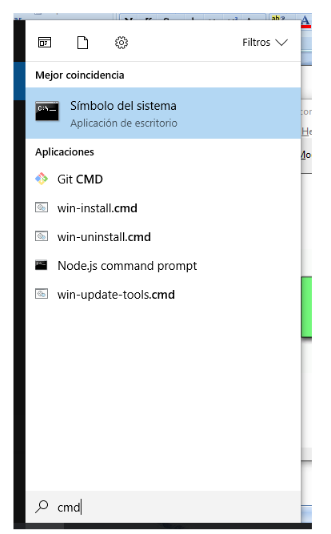 Filtros
Mejor coincidencia
Símbolo del sistema
Aplicación de escritorio
Aplicaciones
Git CMD
win-install.cmd
win-uninstall.cmd
Node.js command prompt
win-update-tools.cmd
cmd